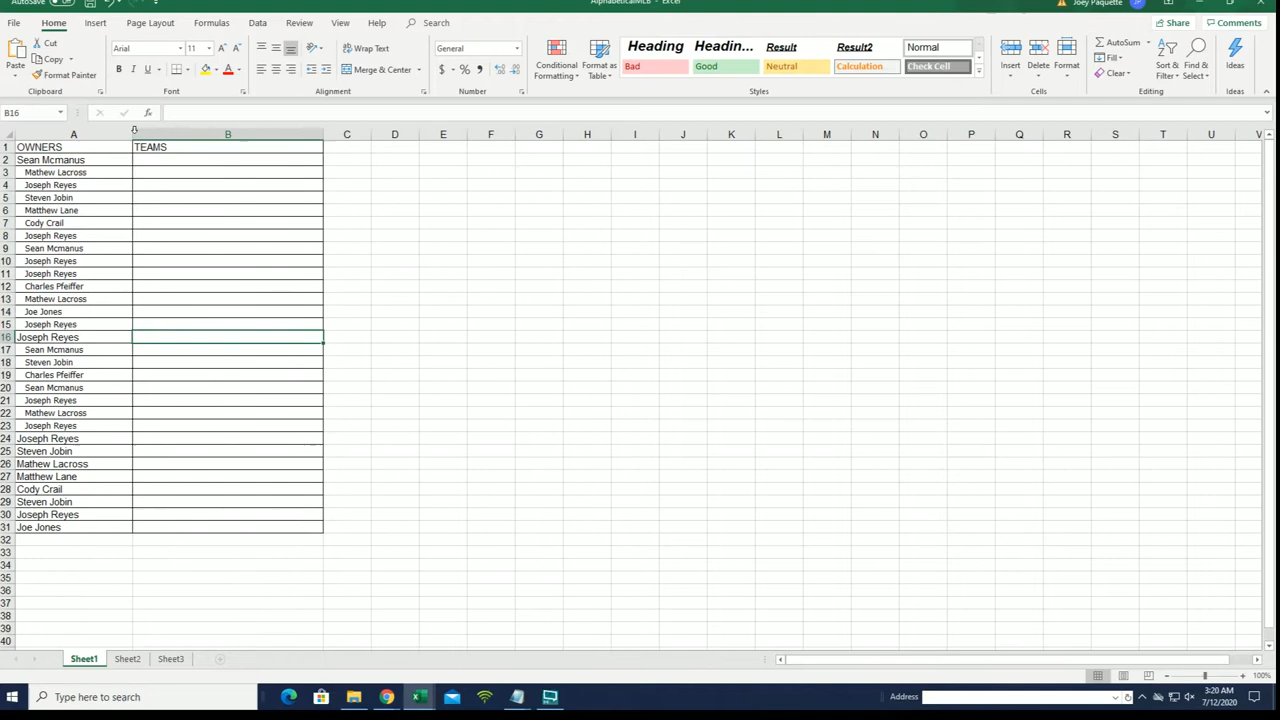 AutoSave
AlphabeticalMLB - Excel
Joey Paquette
JP
File Home Insert Page Layout Formulas Data Review View Help Search Share Comments
Paste Cut Copy Format Painter Clipboard
Arial 11 A A B I U A Font
Wrap Text Merge & Center Alignment
General $ % , Number
Conditional Formatting Format as Table
Heading Headin... Result Result2 Normal
Bad Good Neutral Calculation Check Cell
Styles
Insert Delete Format Cells
AutoSum Fill Clear Sort & Filter Find & Select Editing
Ideas Ideas
B16 fx
A B C D E F G H I J K L M N O P Q R S T U V
1 OWNERS TEAMS
2 Sean Mcmanus
3 Mathew Lacross
4 Joseph Reyes
5 Steven Jobin
6 Matthew Lane
7 Cody Crail
8 Joseph Reyes
9 Sean Mcmanus
10 Joseph Reyes
11 Joseph Reyes
12 Charles Pfeiffer
13 Mathew Lacross
14 Joe Jones
15 Joseph Reyes
16 Joseph Reyes
17 Sean Mcmanus
18 Steven Jobin
19 Charles Pfeiffer
20 Sean Mcmanus
21 Joseph Reyes
22 Mathew Lacross
23 Joseph Reyes
24 Joseph Reyes
25 Steven Jobin
26 Mathew Lacross
27 Matthew Lane
28 Cody Crail
29 Steven Jobin
30 Joseph Reyes
31 Joe Jones
32
33
34
35
36
37
38
39
40
Sheet1 Sheet2 Sheet3
100%
Type here to search
Address
3:20 AM
7/12/2020